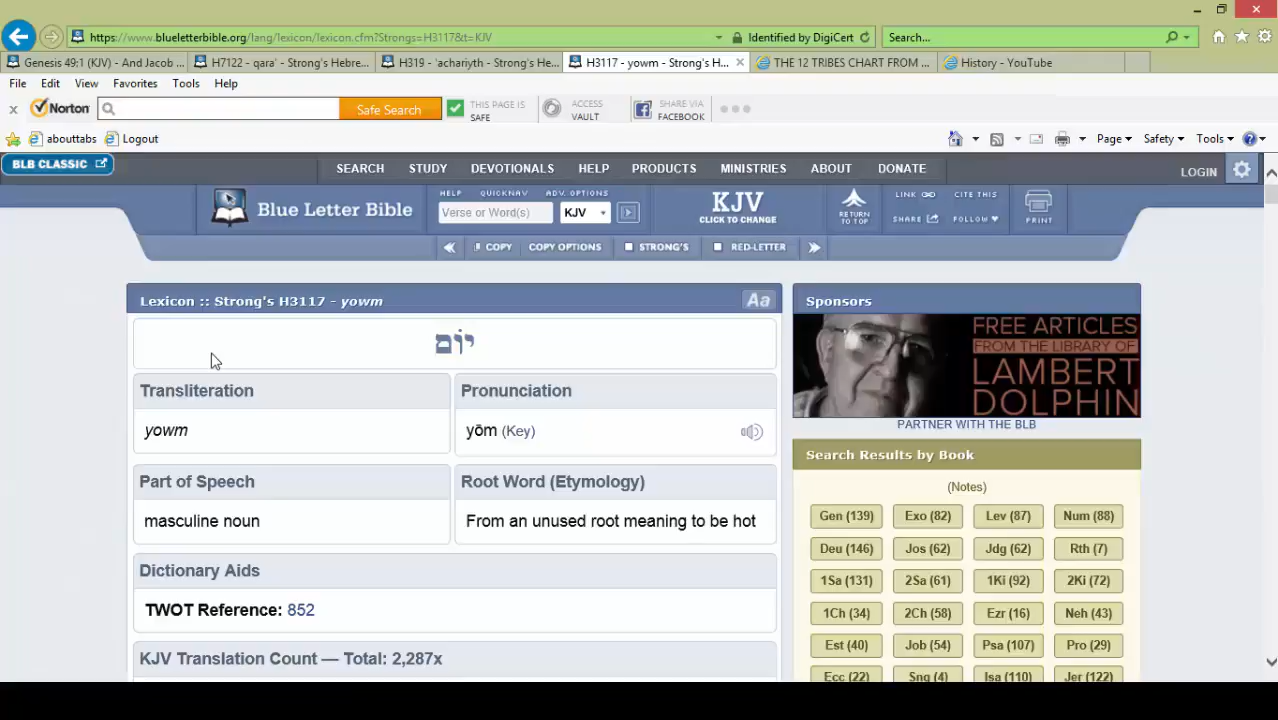 https://www.blueletterbible.org/lang/lexicon/lexicon.cfm?Strongs=H3117&t=KJV
Identified by DigiCert
Search...
Genesis 49:1 (KJV) - And Jacob ...
H7122 - qara' - Strong's Hebre...
H319 - 'achariyth - Strong's He...
H3117 - yowm - Strong's H...
THE 12 TRIBES CHART FROM ...
History - YouTube
File Edit View Favorites Tools Help
x Norton
Safe Search
THIS PAGE IS
SAFE
ACCESS
VAULT
SHARE VIA
FACEBOOK
abouttabs
Logout
Page
Safety
Tools
BLB CLASSIC
SEARCH STUDY DEVOTIONALS HELP PRODUCTS MINISTRIES ABOUT DONATE
LOGIN
Blue Letter Bible
HELP QUICKNAV ADV. OPTIONS
Verse or Word(s)
KJV
KJV
CLICK TO CHANGE
RETURN
TO TOP
LINK
CITE THIS
SHARE
FOLLOW
PRINT
COPY
COPY OPTIONS
STRONG'S
RED-LETTER
Lexicon :: Strong's H3117 - yowm
Aa
יוֹם
Transliteration
yowm
Pronunciation
yōm (Key)
Part of Speech
masculine noun
Root Word (Etymology)
From an unused root meaning to be hot
Dictionary Aids
TWOT Reference: 852
KJV Translation Count — Total: 2,287x
Sponsors
FREE ARTICLES
FROM THE LIBRARY OF
LAMBERT
DOLPHIN
PARTNER WITH THE BLB
Search Results by Book
(Notes)
Gen (139) Exo (82) Lev (87) Num (88)
Deu (146) Jos (62) Jdg (62) Rth (7)
1Sa (131) 2Sa (61) 1Ki (92) 2Ki (72)
1Ch (34) 2Ch (58) Ezr (16) Neh (43)
Est (40) Job (54) Psa (107) Pro (29)
Ecc (22) Sng (4) Isa (110) Jer (122)